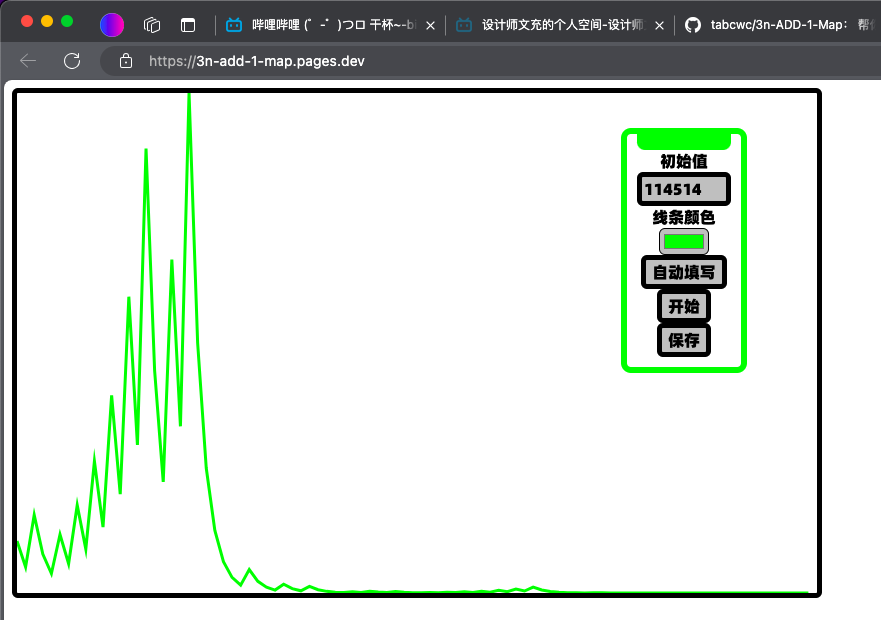 哔哩哔哩 (゜-゜)つロ 干杯~-bi
设计师文充的个人空间-设计师
tabcwc/3n-ADD-1-Map: 帮
https://3n-add-1-map.pages.dev
初始值
114514
线条颜色
自动填写
开始
保存